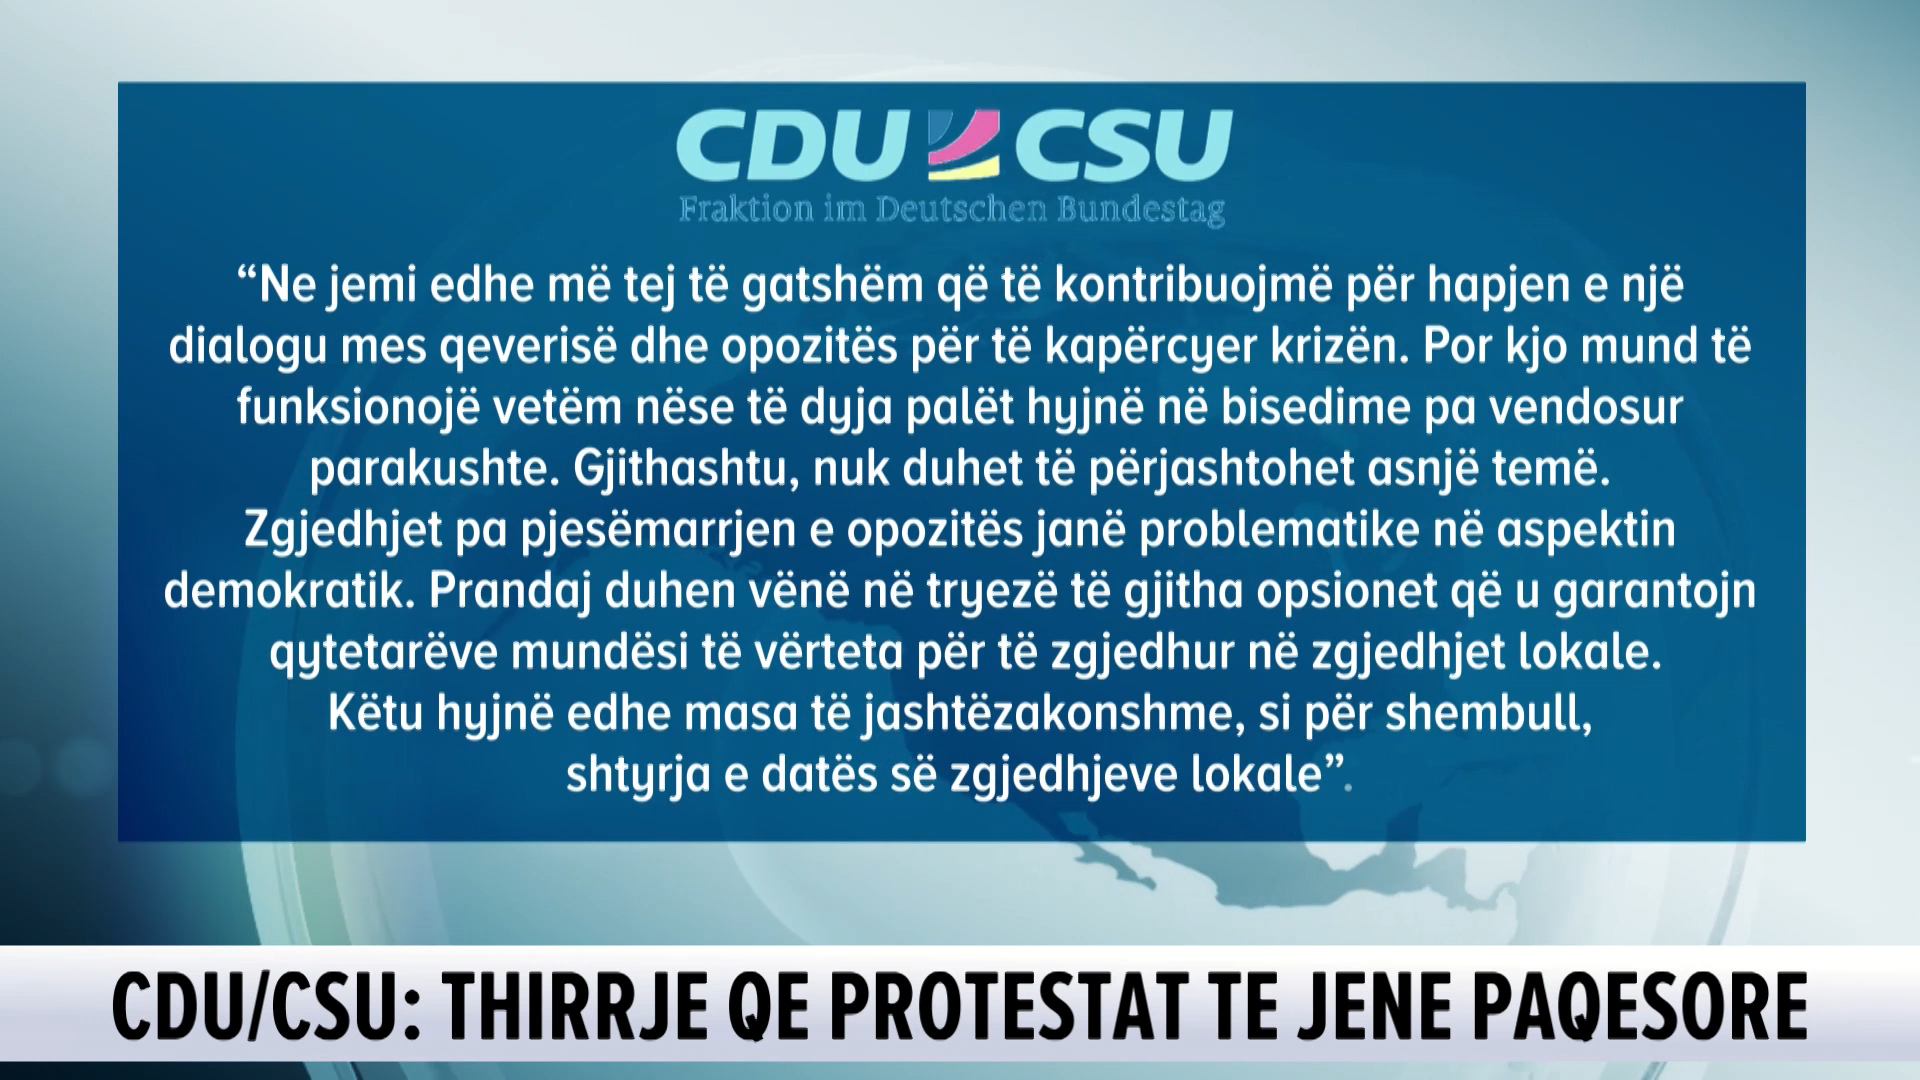 CDU CSU
Fraktion im Deutschen Bundestag
“Ne jemi edhe më tej të gatshëm që të kontribuojmë për hapjen e një
dialogu mes qeverisë dhe opozitës për të kapërcyer krizën. Por kjo mund të
funksionojë vetëm nëse të dyja palët hyjnë në bisedime pa vendosur
parakushte. Gjithashtu, nuk duhet të përjashtohet asnjë temë.
Zgjedhjet pa pjesëmarrjen e opozitës janë problematike në aspektin
demokratik. Prandaj duhen vënë në tryezë të gjitha opsionet që u garantojn
qytetarëve mundësi të vërteta për të zgjedhur në zgjedhjet lokale.
Këtu hyjnë edhe masa të jashtëzakonshme, si për shembull,
shtyrja e datës së zgjedhjeve lokale”.
CDU/CSU: THIRRJE QE PROTESTAT TE JENE PAQESORE